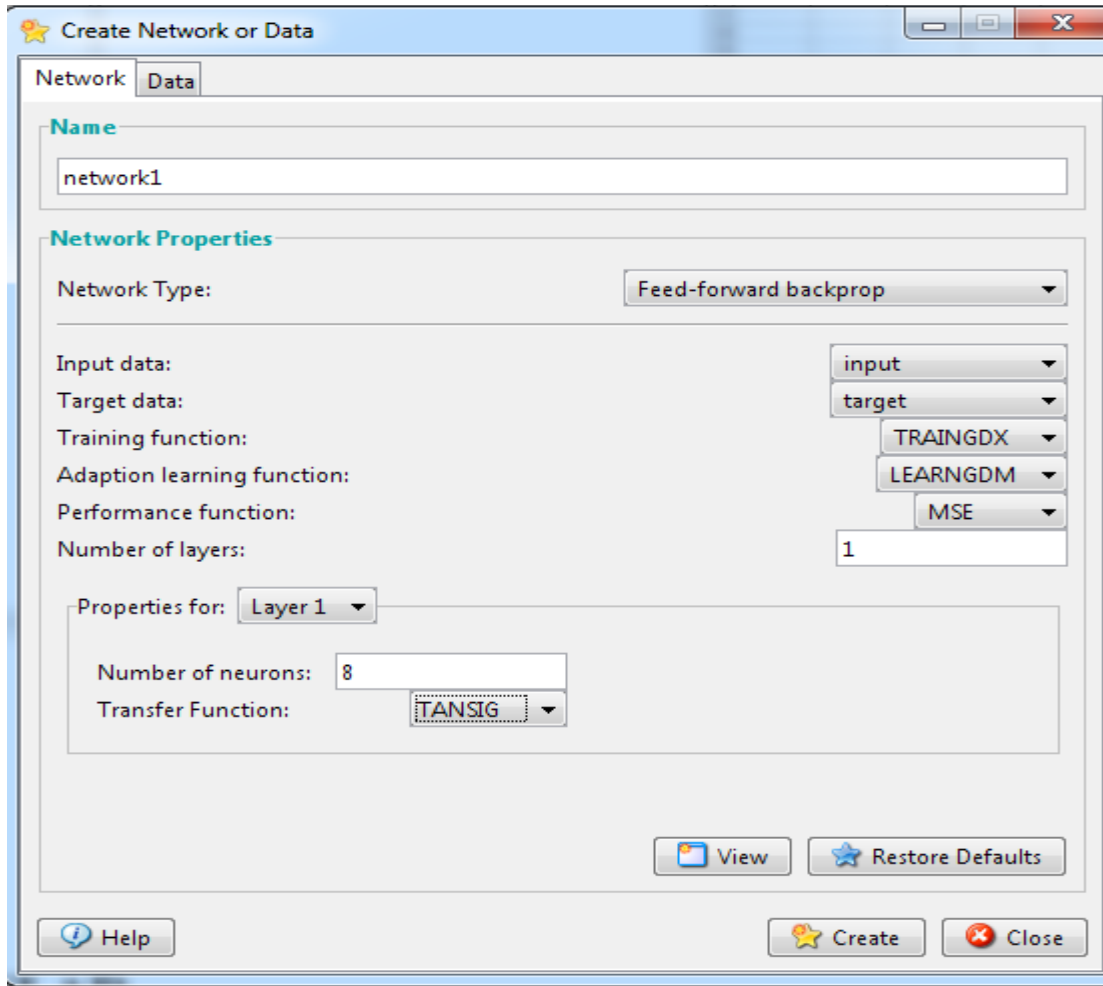 Create Network or Data
Network Data
Name
network1
Network Properties
Network Type: Feed-forward backprop
Input data: input
Target data: target
Training function: TRAINGDX
Adaption learning function: LEARNGDM
Performance function: MSE
Number of layers: 1
Properties for: Layer 1
Number of neurons: 8
Transfer Function: TANSIG
View Restore Defaults
Help Create Close